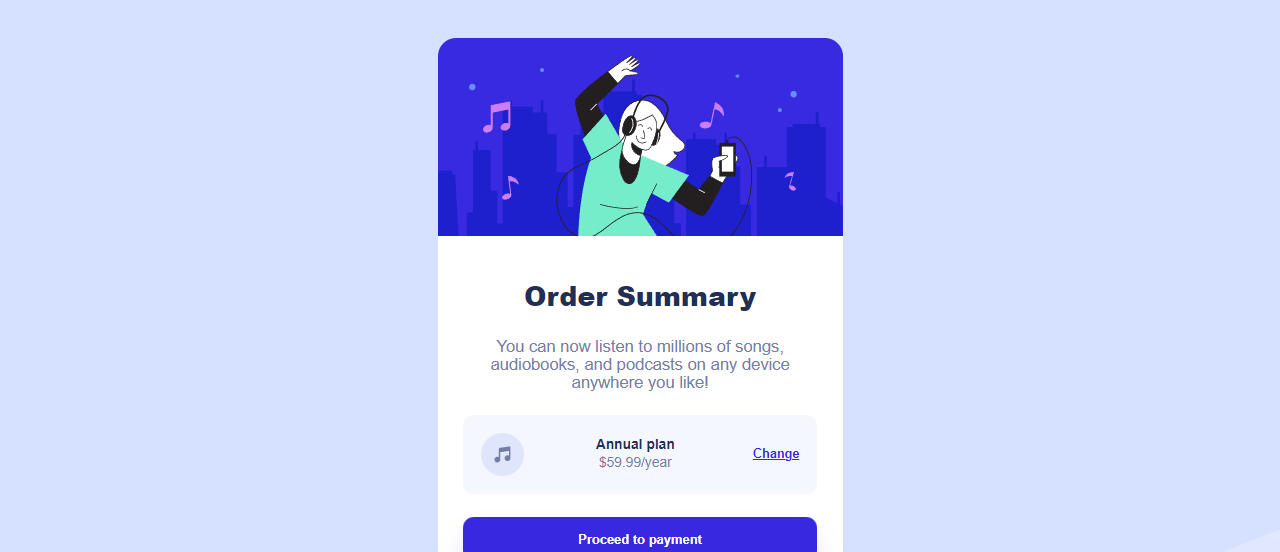 Order Summary
You can now listen to millions of songs,
audiobooks, and podcasts on any device
anywhere you like!
Annual plan
$59.99/year
Change
Proceed to payment